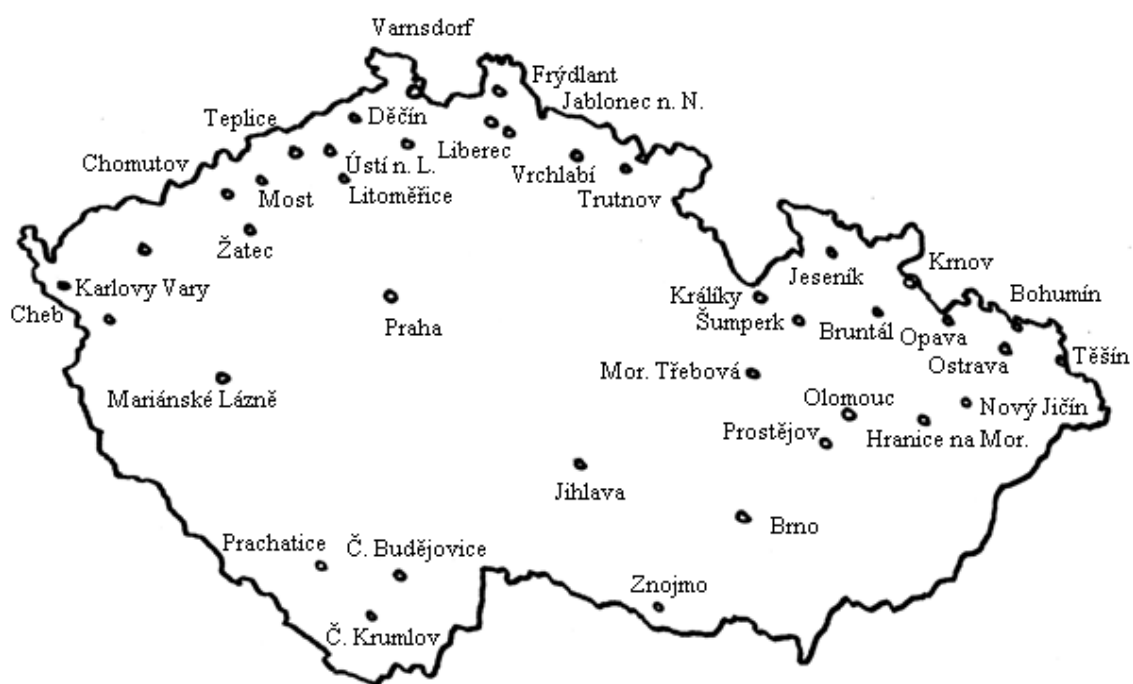 Varnsdorf
Frýdlant
Jablonec n. N.
Teplice
Děčín
Liberec
Chomutov
Ústí n. L.
Vrchlabí
Most
Litoměřice
Trutnov
Žatec
Jeseník
Krnov
Karlovy Vary
Králíky
Bohumín
Cheb
Praha
Šumperk
Bruntál
Opava
Ostrava
Těšín
Mor. Třebová
Mariánské Lázně
Olomouc
Nový Jičín
Prostějov
Hranice na Mor.
Jihlava
Brno
Prachatice
Č. Budějovice
Znojmo
Č. Krumlov